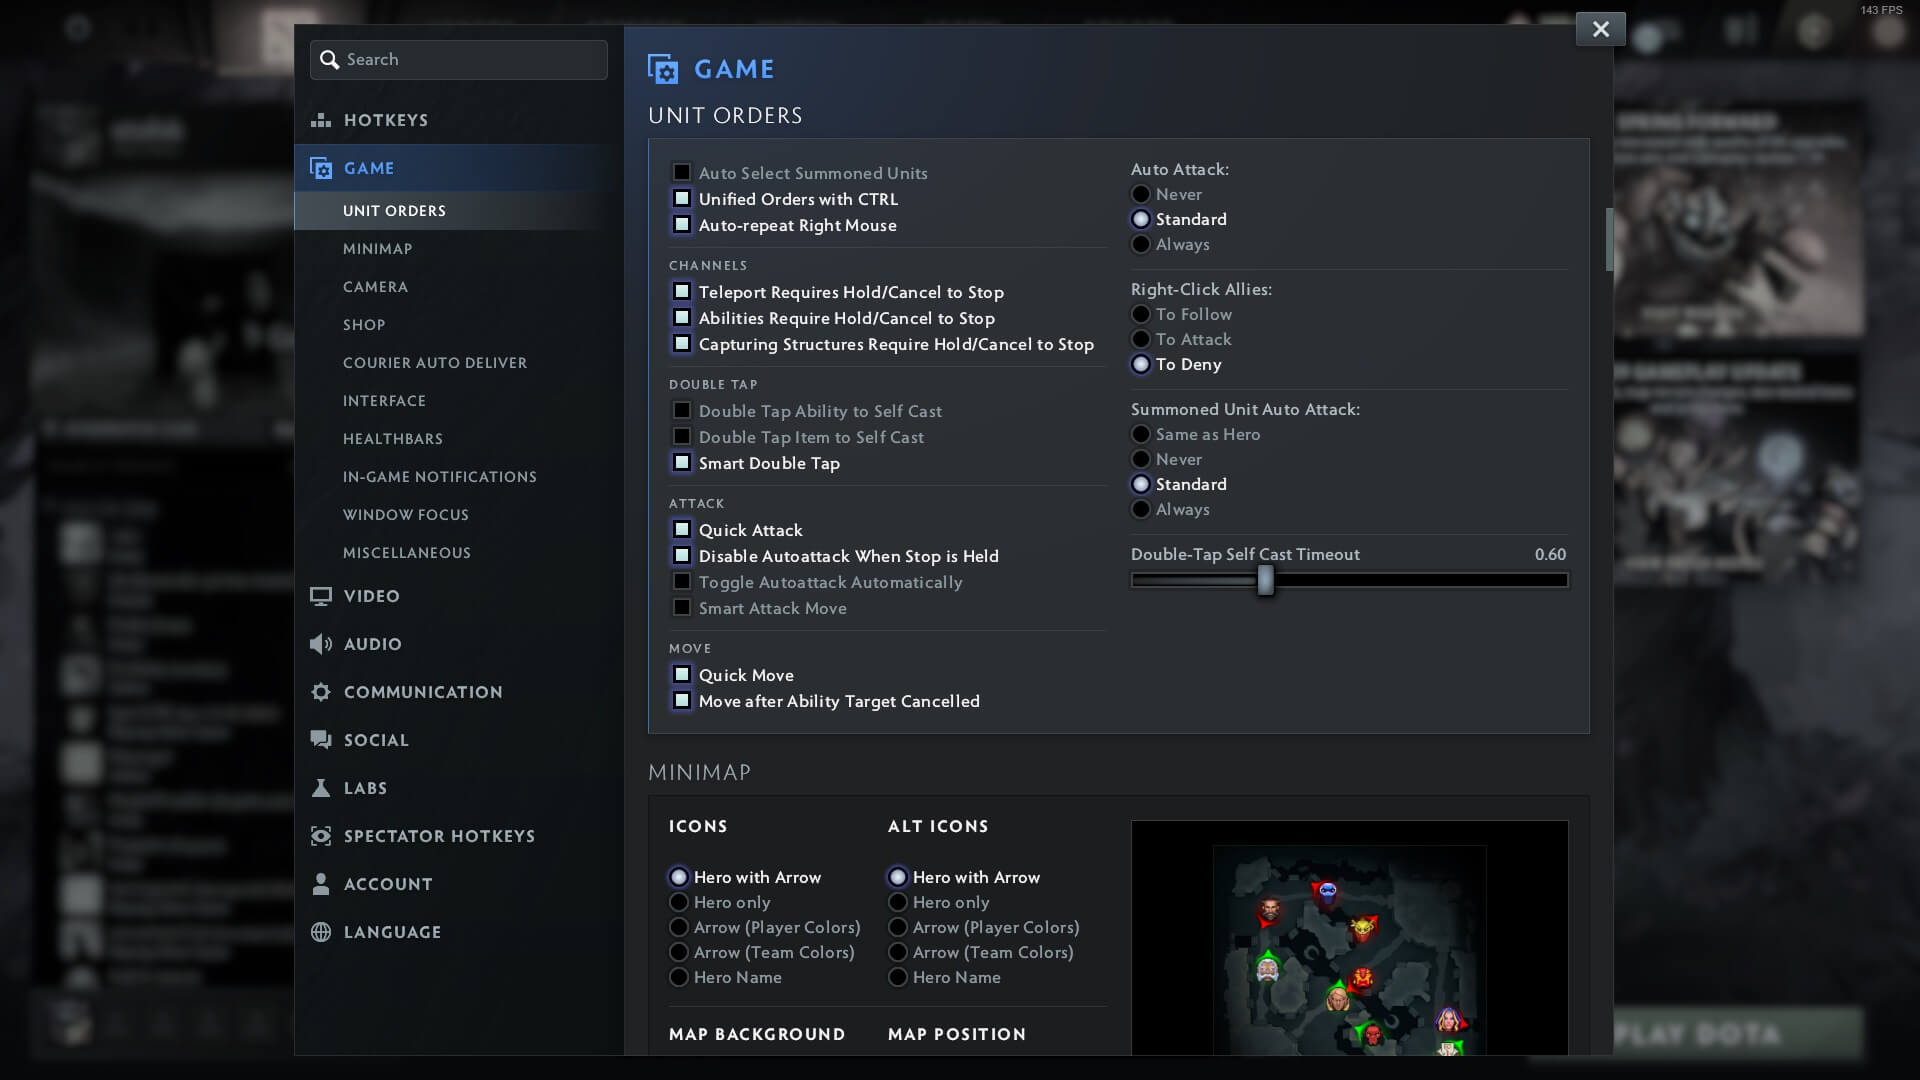 143 FPS
Search
HOTKEYS
GAME
UNIT ORDERS
MINIMAP
CAMERA
SHOP
COURIER AUTO DELIVER
INTERFACE
HEALTHBARS
IN-GAME NOTIFICATIONS
WINDOW FOCUS
MISCELLANEOUS
VIDEO
AUDIO
COMMUNICATION
SOCIAL
LABS
SPECTATOR HOTKEYS
ACCOUNT
LANGUAGE
GAME
UNIT ORDERS
Auto Select Summoned Units
Unified Orders with CTRL
Auto-repeat Right Mouse
CHANNELS
Teleport Requires Hold/Cancel to Stop
Abilities Require Hold/Cancel to Stop
Capturing Structures Require Hold/Cancel to Stop
DOUBLE TAP
Double Tap Ability to Self Cast
Double Tap Item to Self Cast
Smart Double Tap
ATTACK
Quick Attack
Disable Autoattack When Stop is Held
Toggle Autoattack Automatically
Smart Attack Move
MOVE
Quick Move
Move after Ability Target Cancelled
Auto Attack:
Never
Standard
Always
Right-Click Allies:
To Follow
To Attack
To Deny
Summoned Unit Auto Attack:
Same as Hero
Never
Standard
Always
Double-Tap Self Cast Timeout 0.60
MINIMAP
ICONS
Hero with Arrow
Hero only
Arrow (Player Colors)
Arrow (Team Colors)
Hero Name
ALT ICONS
Hero with Arrow
Hero only
Arrow (Player Colors)
Arrow (Team Colors)
Hero Name
MAP BACKGROUND
MAP POSITION
PLAY DOTA